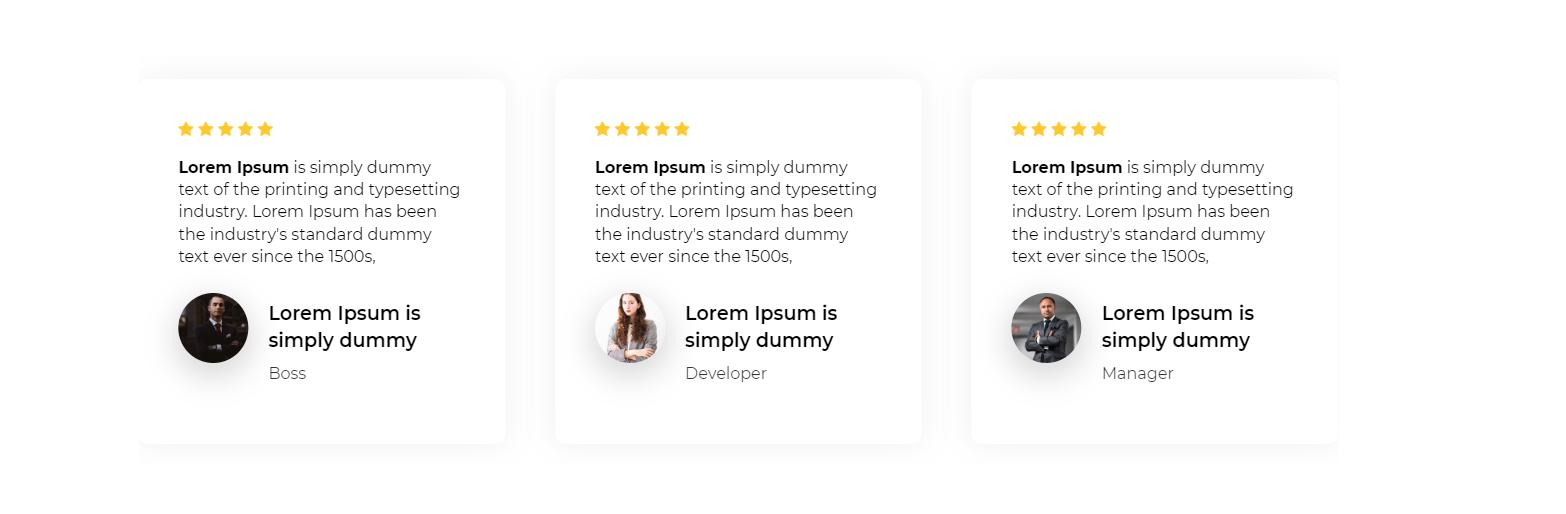 Lorem Ipsum is simply dummy
text of the printing and typesetting
industry. Lorem Ipsum has been
the industry's standard dummy
text ever since the 1500s,
Lorem Ipsum is
simply dummy
Boss
Lorem Ipsum is simply dummy
text of the printing and typesetting
industry. Lorem Ipsum has been
the industry's standard dummy
text ever since the 1500s,
Lorem Ipsum is
simply dummy
Developer
Lorem Ipsum is simply dummy
text of the printing and typesetting
industry. Lorem Ipsum has been
the industry's standard dummy
text ever since the 1500s,
Lorem Ipsum is
simply dummy
Manager